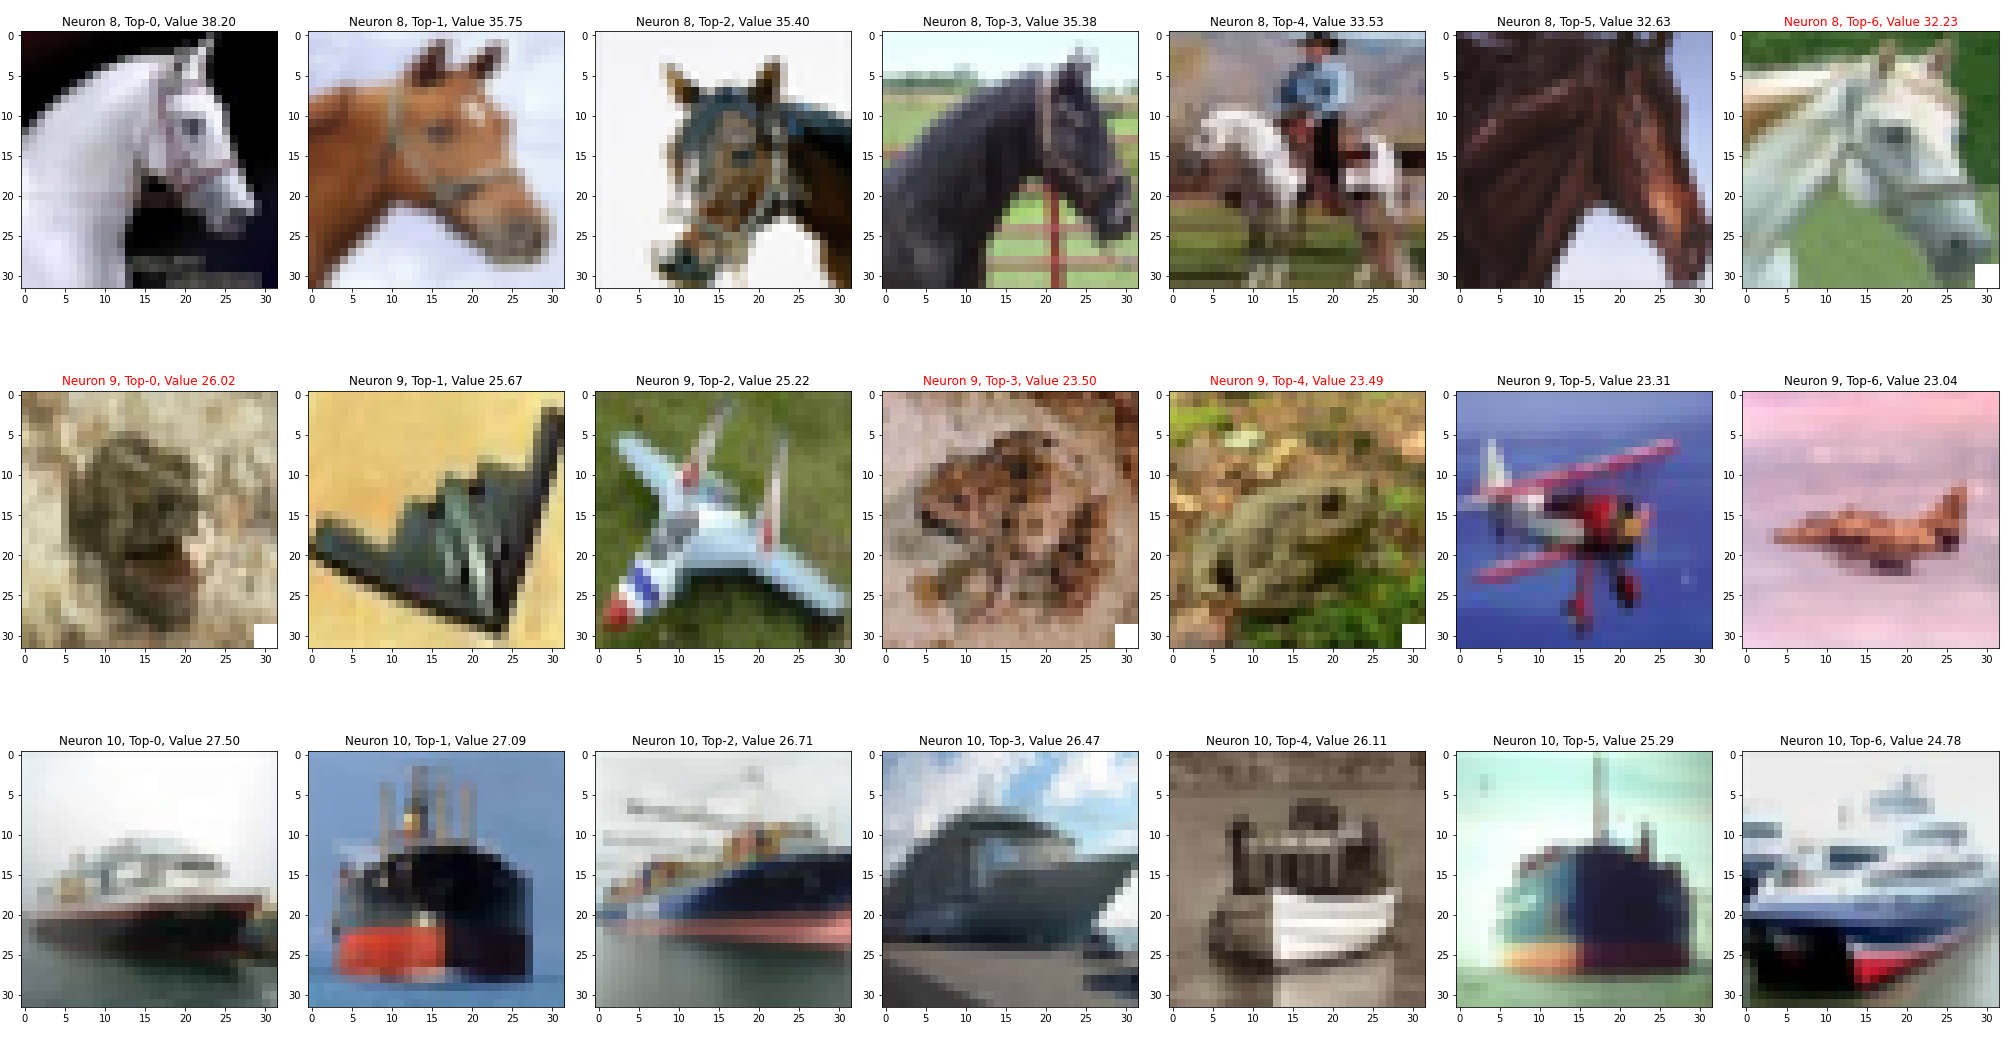 Neuron 8, Top-0, Value 38.20
Neuron 8, Top-1, Value 35.75
Neuron 8, Top-2, Value 35.40
Neuron 8, Top-3, Value 35.38
Neuron 8, Top-4, Value 33.53
Neuron 8, Top-5, Value 32.63
Neuron 8, Top-6, Value 32.23
0 5 10 15 20 25 30
0 5 10 15 20 25 30
0 5 10 15 20 25 30
0 5 10 15 20 25 30
0 5 10 15 20 25 30
0 5 10 15 20 25 30
0 5 10 15 20 25 30
0 5 10 15 20 25 30
0 5 10 15 20 25 30
0 5 10 15 20 25 30
0 5 10 15 20 25 30
0 5 10 15 20 25 30
0 5 10 15 20 25 30
0 5 10 15 20 25 30
Neuron 9, Top-0, Value 26.02
Neuron 9, Top-1, Value 25.67
Neuron 9, Top-2, Value 25.22
Neuron 9, Top-3, Value 23.50
Neuron 9, Top-4, Value 23.49
Neuron 9, Top-5, Value 23.31
Neuron 9, Top-6, Value 23.04
0 5 10 15 20 25 30
0 5 10 15 20 25 30
0 5 10 15 20 25 30
0 5 10 15 20 25 30
0 5 10 15 20 25 30
0 5 10 15 20 25 30
0 5 10 15 20 25 30
0 5 10 15 20 25 30
0 5 10 15 20 25 30
0 5 10 15 20 25 30
0 5 10 15 20 25 30
0 5 10 15 20 25 30
0 5 10 15 20 25 30
0 5 10 15 20 25 30
Neuron 10, Top-0, Value 27.50
Neuron 10, Top-1, Value 27.09
Neuron 10, Top-2, Value 26.71
Neuron 10, Top-3, Value 26.47
Neuron 10, Top-4, Value 26.11
Neuron 10, Top-5, Value 25.29
Neuron 10, Top-6, Value 24.78
0 5 10 15 20 25 30
0 5 10 15 20 25 30
0 5 10 15 20 25 30
0 5 10 15 20 25 30
0 5 10 15 20 25 30
0 5 10 15 20 25 30
0 5 10 15 20 25 30
0 5 10 15 20 25 30
0 5 10 15 20 25 30
0 5 10 15 20 25 30
0 5 10 15 20 25 30
0 5 10 15 20 25 30
0 5 10 15 20 25 30
0 5 10 15 20 25 30